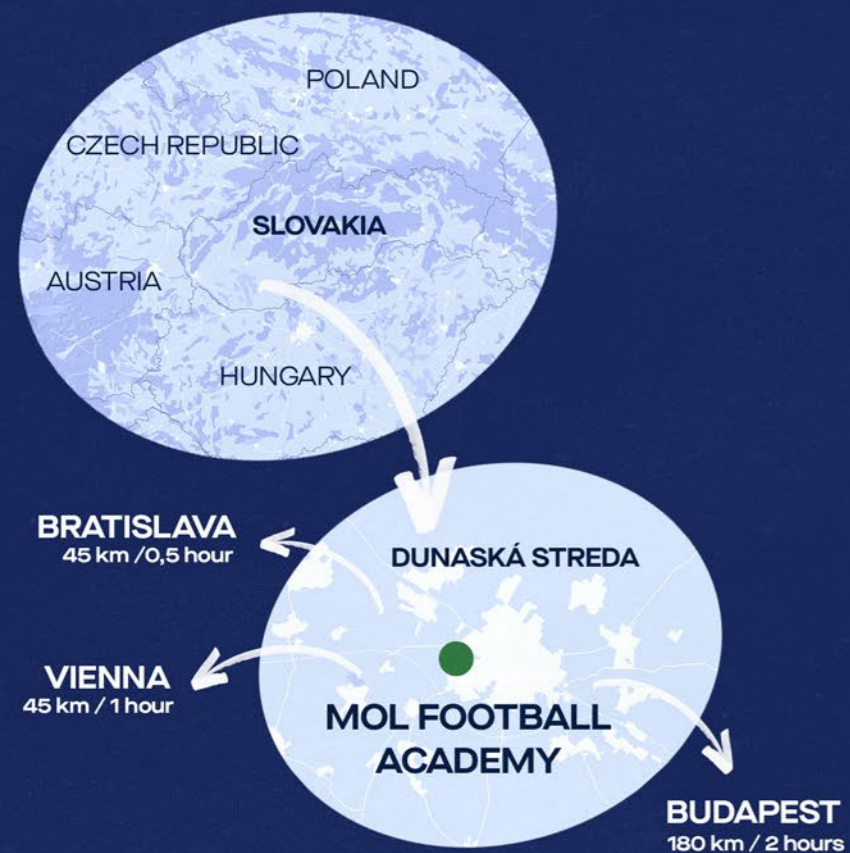 POLAND
CZECH REPUBLIC
SLOVAKIA
AUSTRIA
HUNGARY
BRATISLAVA
45 km /0,5 hour
DUNASKÁ STREDA
VIENNA
45 km / 1 hour
MOL FOOTBALL
ACADEMY
BUDAPEST
180 km / 2 hours